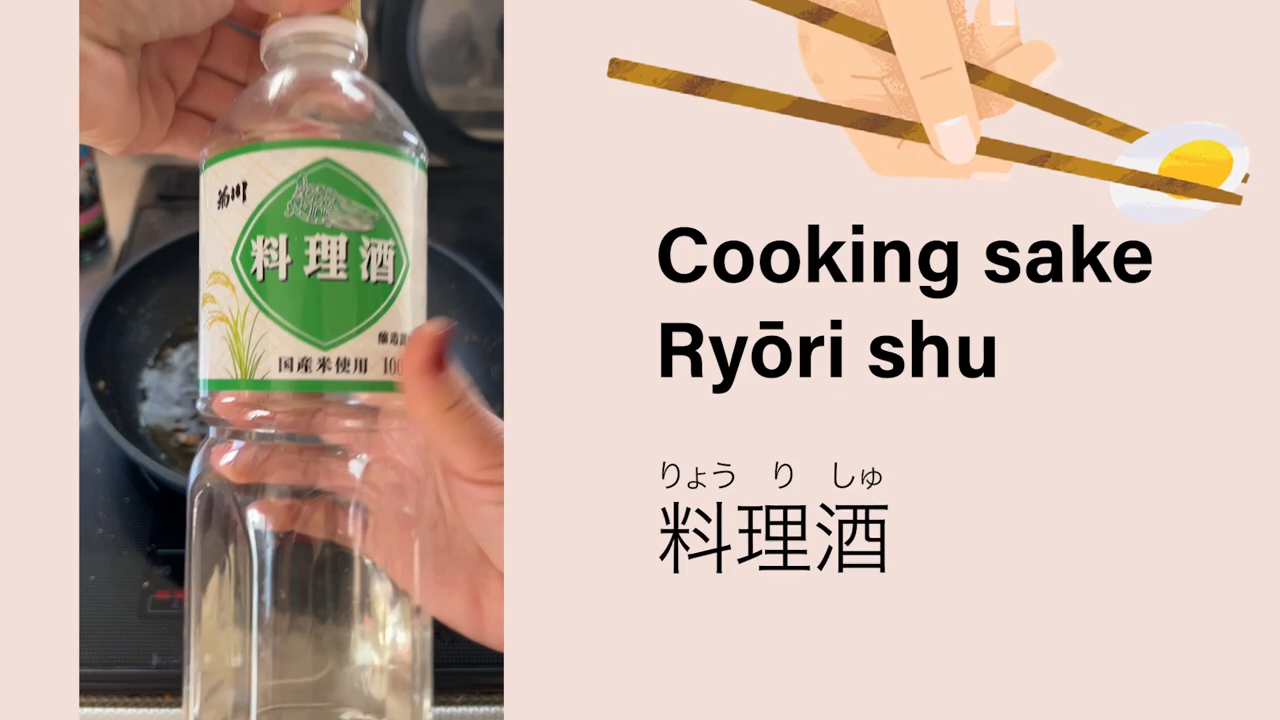 料理酒
国産米使用 100
Cooking sake
Ryōri shu
りょう り しゅ
料理酒